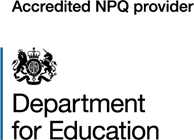 Accredited NPQ provider
Department
for Education